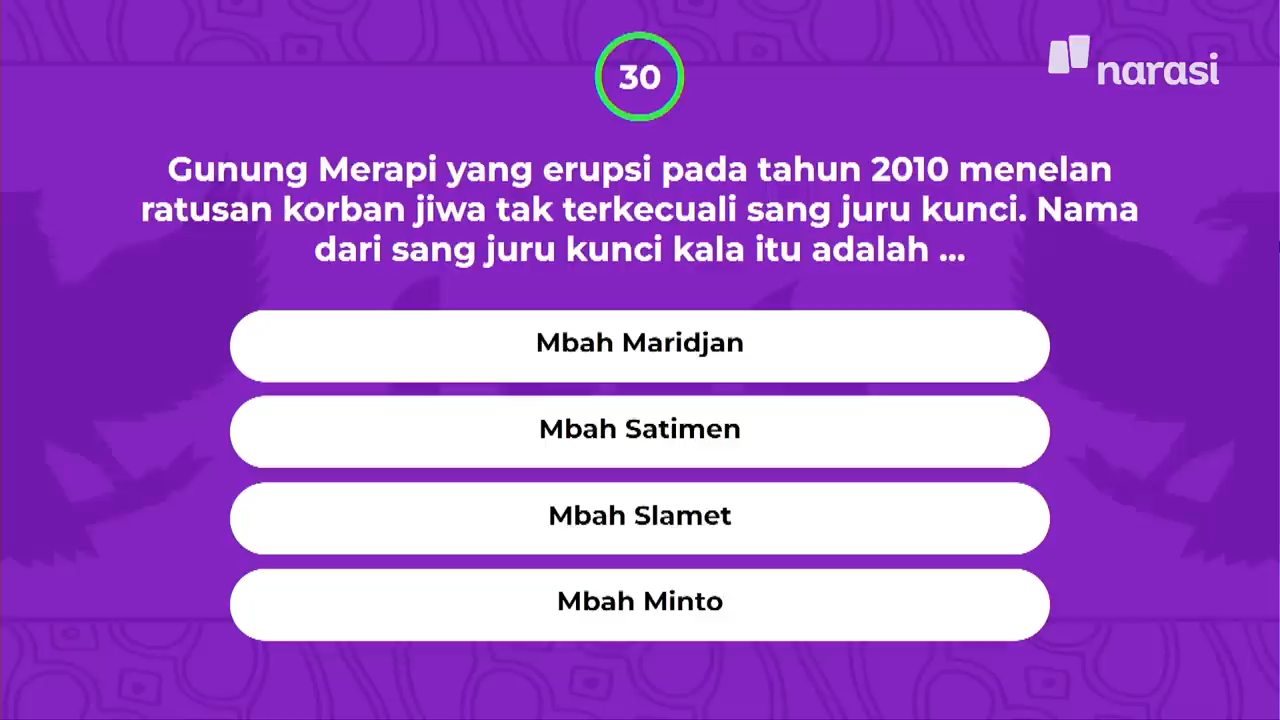 30
narasi
Gunung Merapi yang erupsi pada tahun 2010 menelan
ratusan korban jiwa tak terkecuali sang juru kunci. Nama
dari sang juru kunci kala itu adalah ...
Mbah Maridjan
Mbah Satimen
Mbah Slamet
Mbah Minto